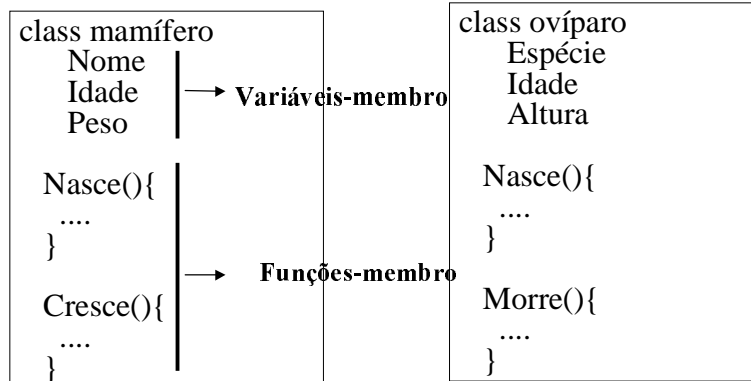 class mamífero
Nome
Idade
Peso
Nasce(){
....
}
Cresce(){
....
}
Variáveis-membro
Funções-membro
class ovíparo
Espécie
Idade
Altura
Nasce(){
....
}
Morre(){
....
}